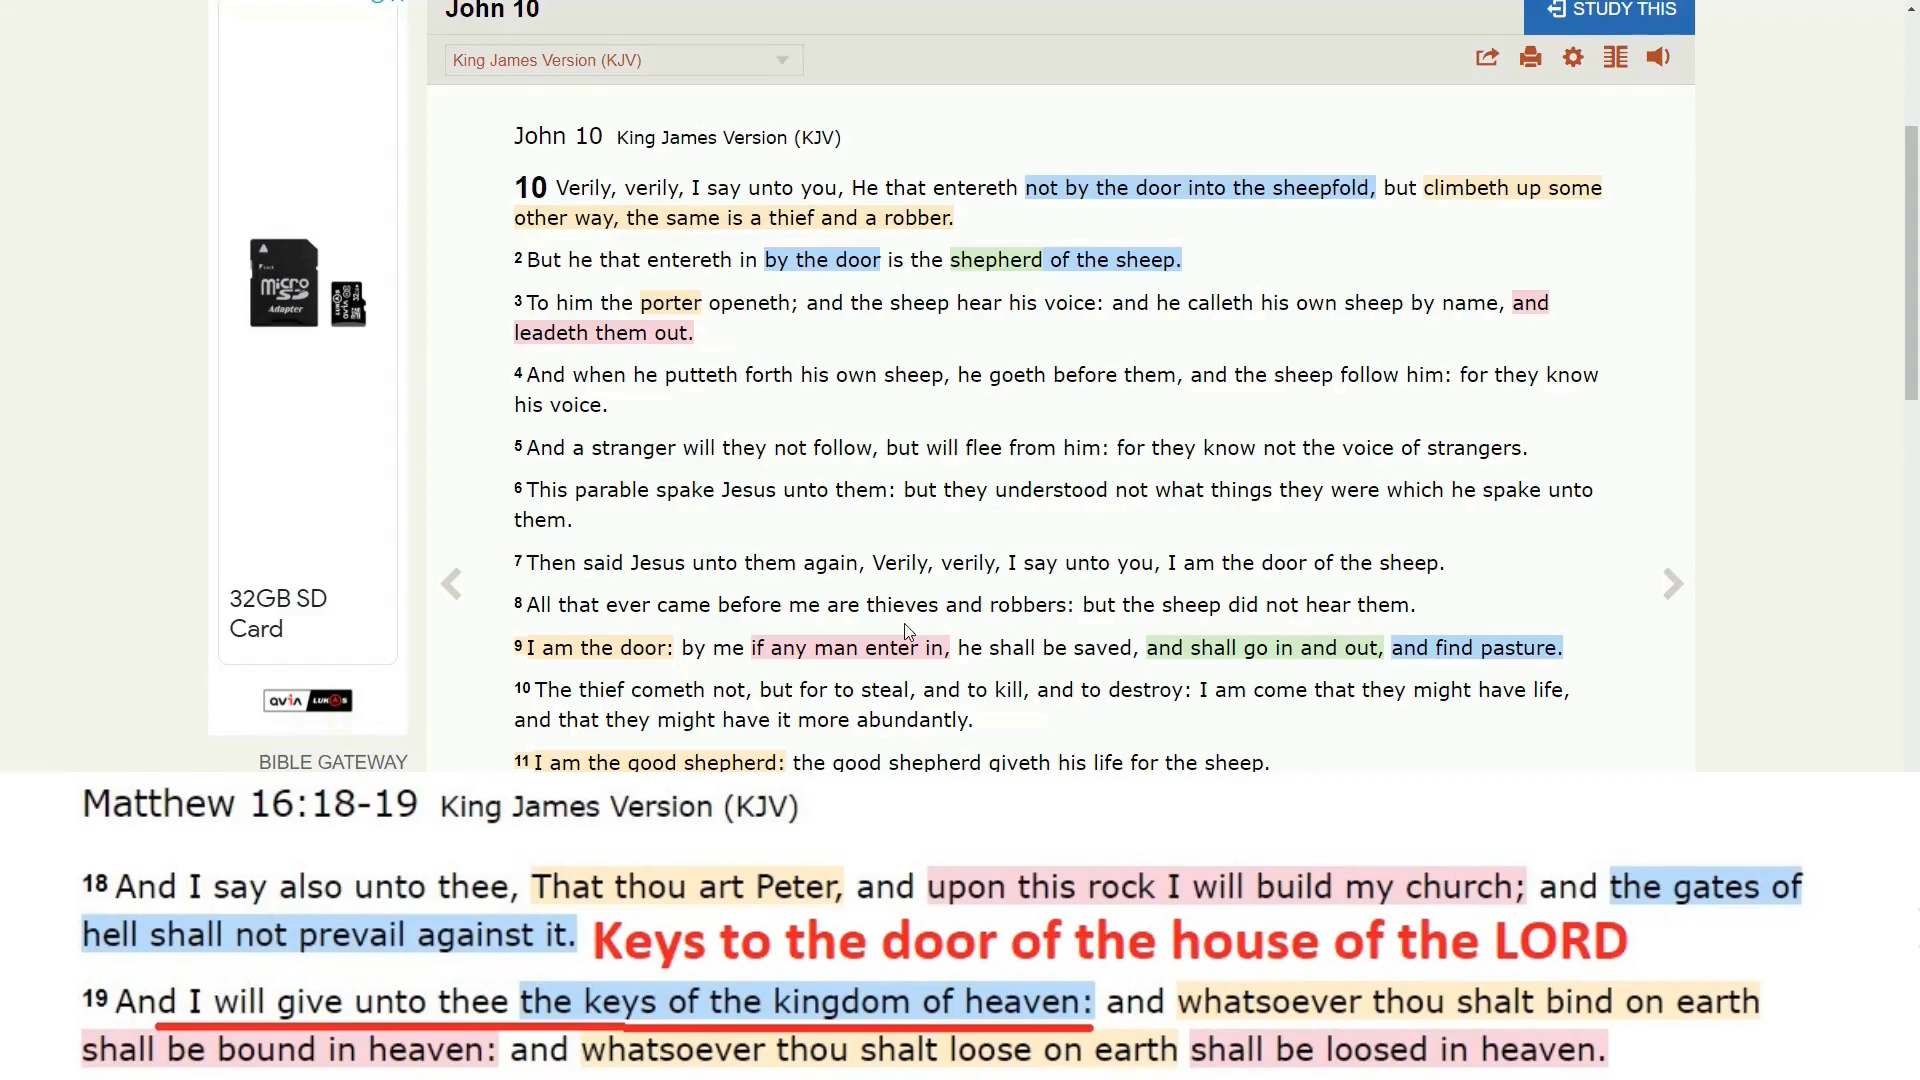 John 10
STUDY THIS
King James Version (KJV)
John 10 King James Version (KJV)
10 Verily, verily, I say unto you, He that entereth not by the door into the sheepfold, but climbeth up some
other way, the same is a thief and a robber.
2 But he that entereth in by the door is the shepherd of the sheep.
3 To him the porter openeth; and the sheep hear his voice: and he calleth his own sheep by name, and
leadeth them out.
4 And when he putteth forth his own sheep, he goeth before them, and the sheep follow him: for they know
his voice.
5 And a stranger will they not follow, but will flee from him: for they know not the voice of strangers.
6 This parable spake Jesus unto them: but they understood not what things they were which he spake unto
them.
7 Then said Jesus unto them again, Verily, verily, I say unto you, I am the door of the sheep.
8 All that ever came before me are thieves and robbers: but the sheep did not hear them.
9 I am the door: by me if any man enter in, he shall be saved, and shall go in and out, and find pasture.
10 The thief cometh not, but for to steal, and to kill, and to destroy: I am come that they might have life,
and that they might have it more abundantly.
11 I am the good shepherd: the good shepherd giveth his life for the sheep.
Lock
micro
SD
Adapter
32GB SD
Card
avia LUKOS
BIBLE GATEWAY
Matthew 16:18-19 King James Version (KJV)
18 And I say also unto thee, That thou art Peter, and upon this rock I will build my church; and the gates of
hell shall not prevail against it. Keys to the door of the house of the LORD
19 And I will give unto thee the keys of the kingdom of heaven: and whatsoever thou shalt bind on earth
shall be bound in heaven: and whatsoever thou shalt loose on earth shall be loosed in heaven.